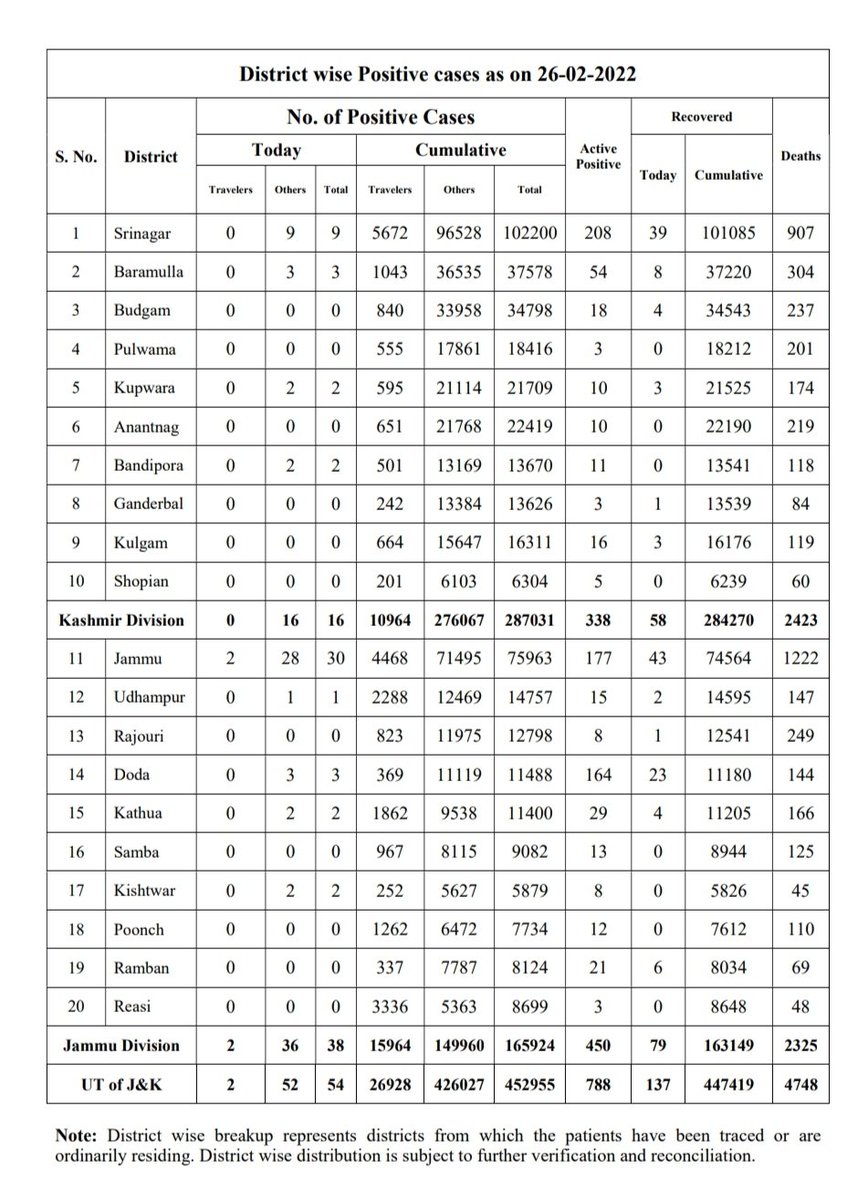 District wise Positive cases as on 26-02-2022
S. No. District No. of Positive Cases Active Positive Recovered Deaths
Today Cumulative Today Cumulative
Travelers Others Total Travelers Others Total
1 Srinagar 0 9 9 5672 96528 102200 208 39 101085 907
2 Baramulla 0 3 3 1043 36535 37578 54 8 37220 304
3 Budgam 0 0 0 840 33958 34798 18 4 34543 237
4 Pulwama 0 0 0 555 17861 18416 3 0 18212 201
5 Kupwara 0 2 2 595 21114 21709 10 3 21525 174
6 Anantnag 0 0 0 651 21768 22419 10 0 22190 219
7 Bandipora 0 2 2 501 13169 13670 11 0 13541 118
8 Ganderbal 0 0 0 242 13384 13626 3 1 13539 84
9 Kulgam 0 0 0 664 15647 16311 16 3 16176 119
10 Shopian 0 0 0 201 6103 6304 5 0 6239 60
Kashmir Division 0 16 16 10964 276067 287031 338 58 284270 2423
11 Jammu 2 28 30 4468 71495 75963 177 43 74564 1222
12 Udhampur 0 1 1 2288 12469 14757 15 2 14595 147
13 Rajouri 0 0 0 823 11975 12798 8 1 12541 249
14 Doda 0 3 3 369 11119 11488 164 23 11180 144
15 Kathua 0 2 2 1862 9538 11400 29 4 11205 166
16 Samba 0 0 0 967 8115 9082 13 0 8944 125
17 Kishtwar 0 2 2 252 5627 5879 8 0 5826 45
18 Poonch 0 0 0 1262 6472 7734 12 0 7612 110
19 Ramban 0 0 0 337 7787 8124 21 6 8034 69
20 Reasi 0 0 0 3336 5363 8699 3 0 8648 48
Jammu Division 2 36 38 15964 149960 165924 450 79 163149 2325
UT of J&K 2 52 54 26928 426027 452955 788 137 447419 4748
Note: District wise breakup represents districts from which the patients have been traced or are
ordinarily residing. District wise distribution is subject to further verification and reconciliation.